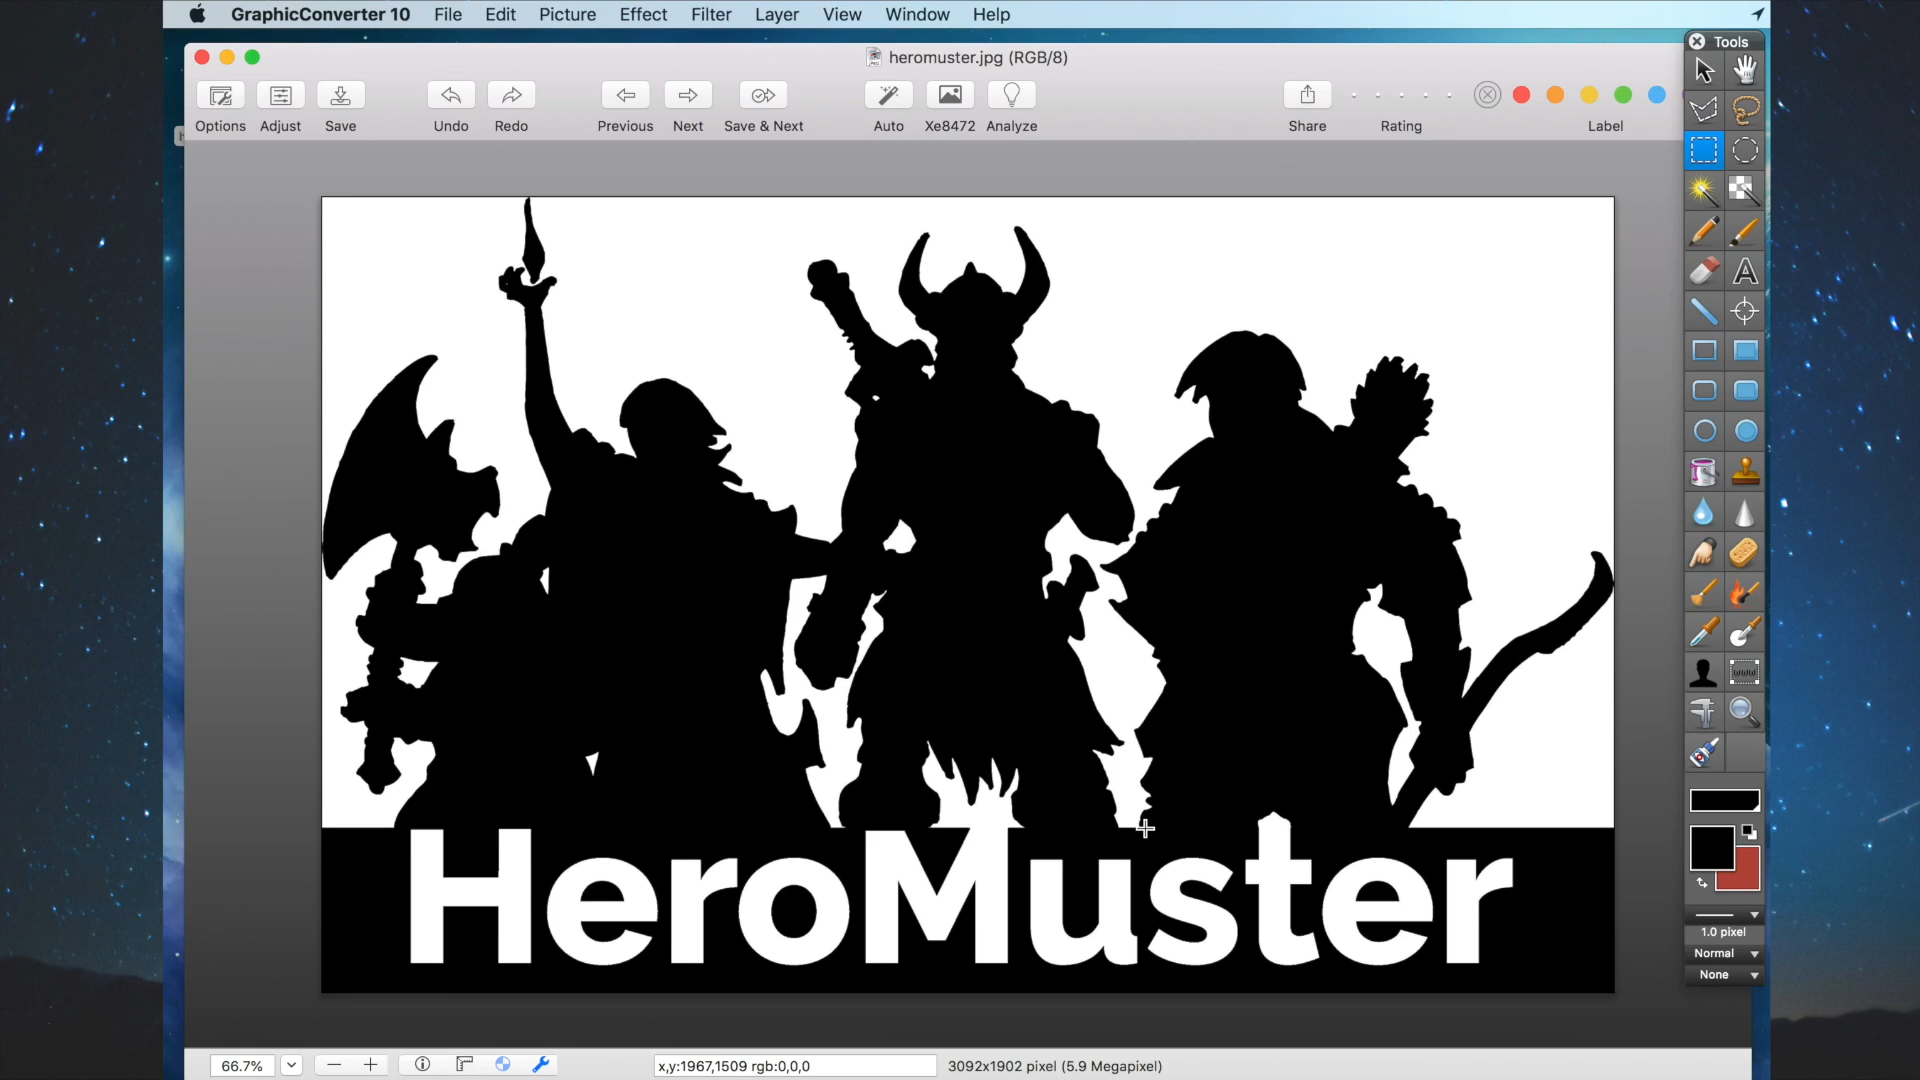 GraphicConverter 10 File Edit Picture Effect Filter Layer View Window Help
heromuster.jpg (RGB/8)
Tools
Options Adjust Save Undo Redo Previous Next Save & Next Auto Xe8472 Analyze Share Rating Label
HeroMuster
1.0 pixel
Normal
None
66.7% x,y:1967,1509 rgb:0,0,0 3092x1902 pixel (5.9 Megapixel)